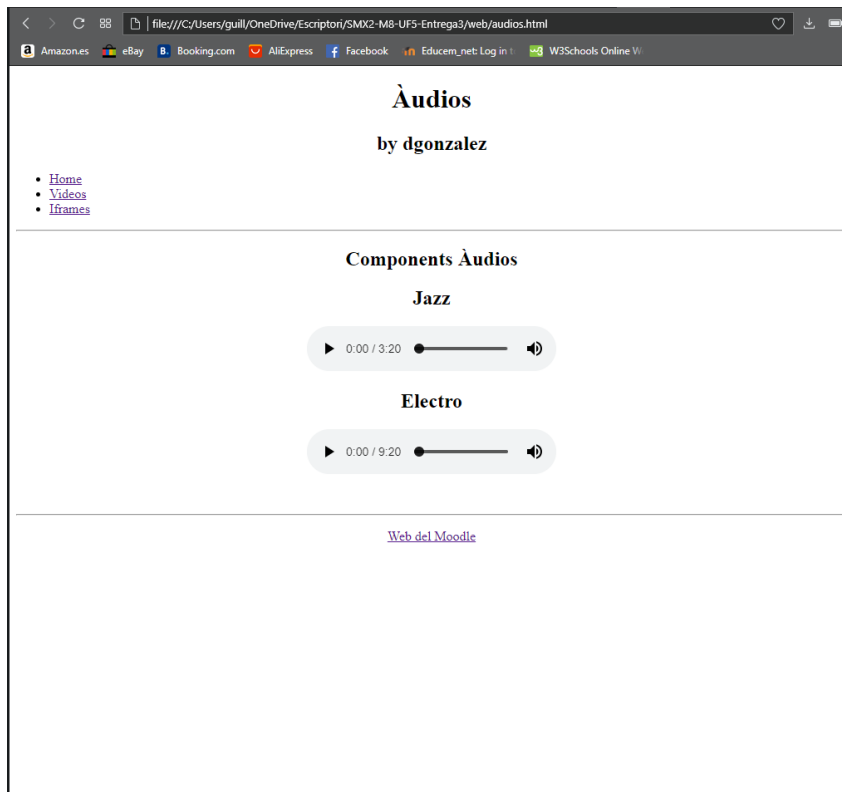 file:///C:/Users/guill/OneDrive/Escriptori/SMX2-M8-UF5-Entrega3/web/audios.html
a Amazon.es eBay B. Booking.com AliExpress f Facebook Educem_net: Log in t W3Schools Online W
Àudios
by dgonzalez
Home
Videos
Iframes
Components Àudios
Jazz
0:00 / 3:20
Electro
0:00 / 9:20
Web del Moodle